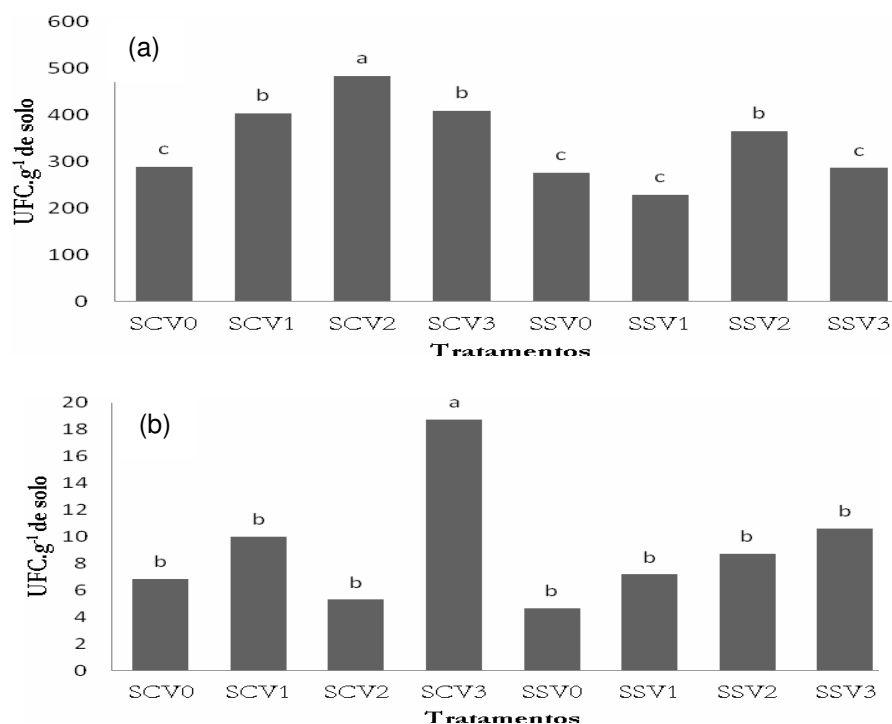 (a)
UFC.g⁻¹ de solo
600
500
400
300
200
100
0
c
b
a
b
c
c
b
c
SCV0 SCV1 SCV2 SCV3 SSV0 SSV1 SSV2 SSV3
Tratamentos
(b)
UFC.g⁻¹ de solo
20
18
16
14
12
10
8
6
4
2
0
b
b
b
a
b
b
b
b
SCV0 SCV1 SCV2 SCV3 SSV0 SSV1 SSV2 SSV3
Tratamentos